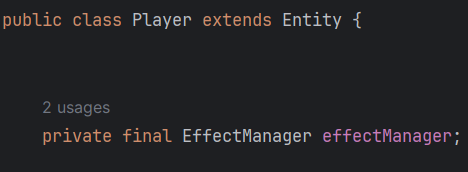 public class Player extends Entity {
2 usages
private final EffectManager effectManager;